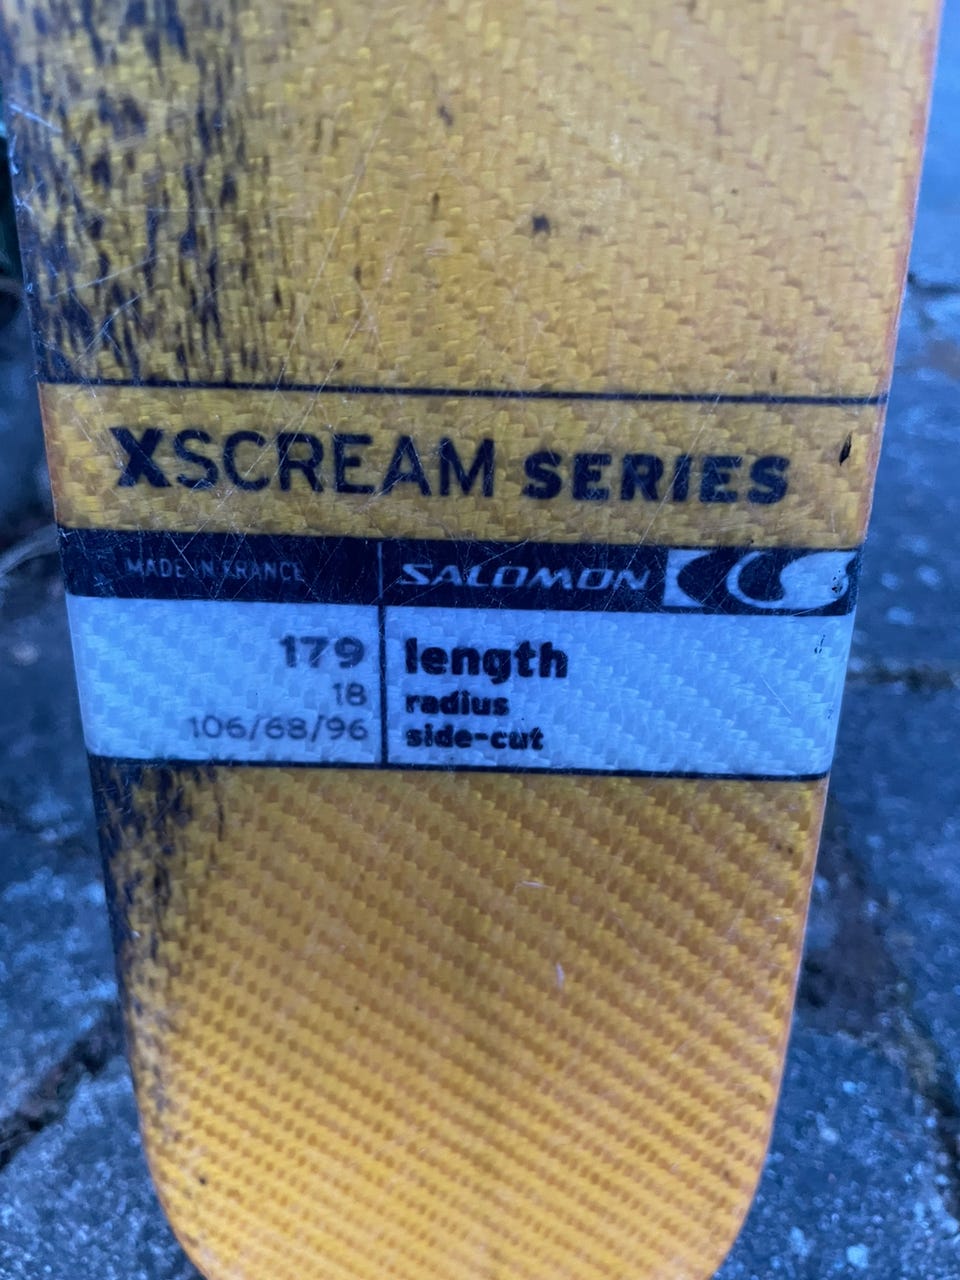 XSCREAM SERIES
MADE IN FRANCE
SALOMON
179 length
18 radius
106/68/96 side-cut